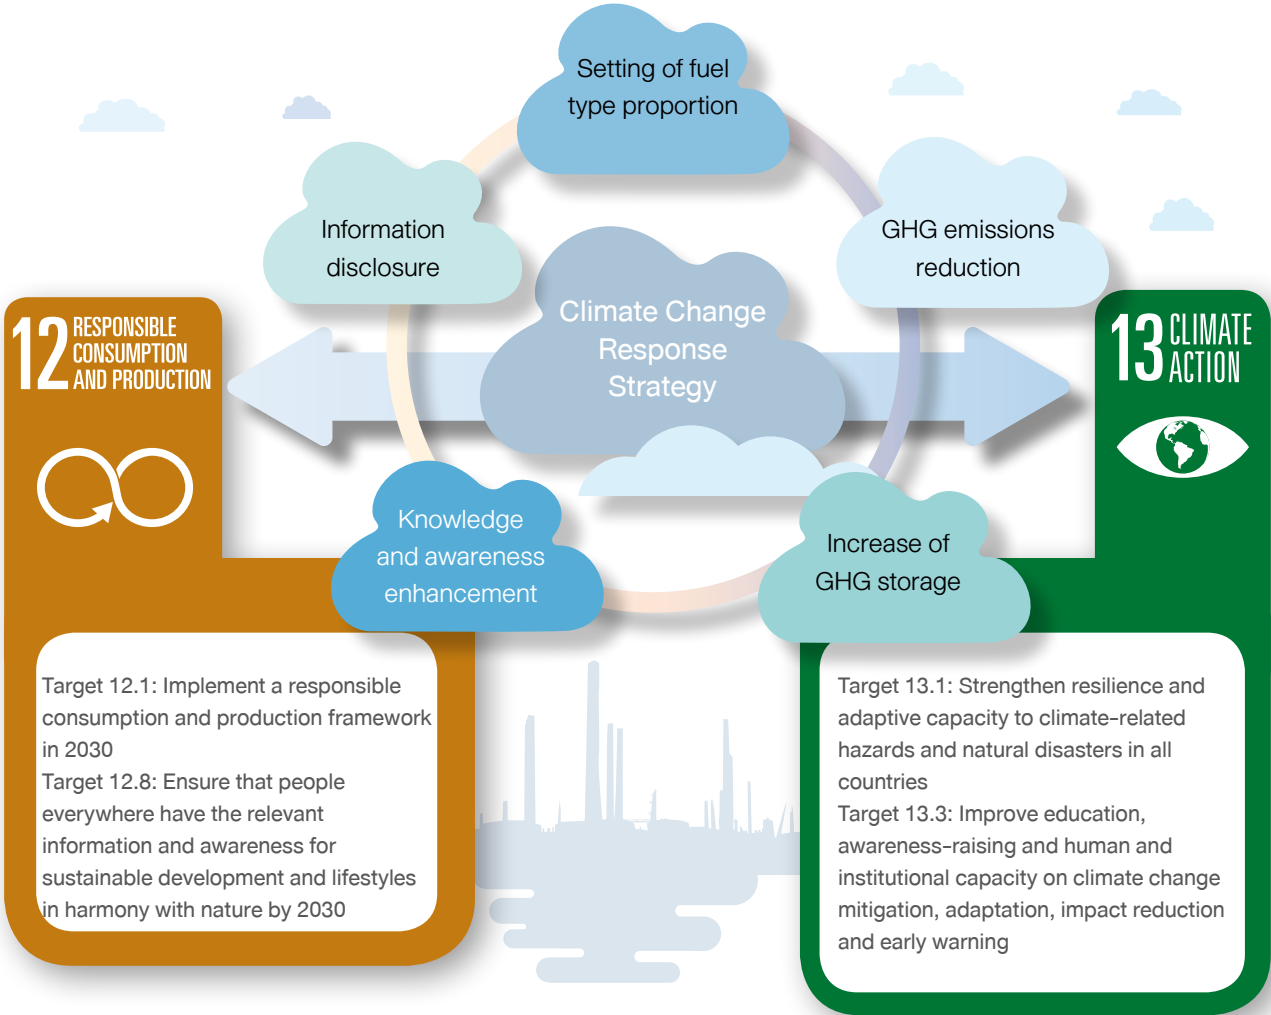 Setting of fuel
type proportion
Information
disclosure
GHG emissions
reduction
Climate Change
Response
Strategy
12 RESPONSIBLE
CONSUMPTION
AND PRODUCTION
13 CLIMATE
ACTION
Knowledge
and awareness
enhancement
Increase of
GHG storage
Target 12.1: Implement a responsible
consumption and production framework
in 2030
Target 12.8: Ensure that people
everywhere have the relevant
information and awareness for
sustainable development and lifestyles
in harmony with nature by 2030
Target 13.1: Strengthen resilience and
adaptive capacity to climate-related
hazards and natural disasters in all
countries
Target 13.3: Improve education,
awareness-raising and human and
institutional capacity on climate change
mitigation, adaptation, impact reduction
and early warning